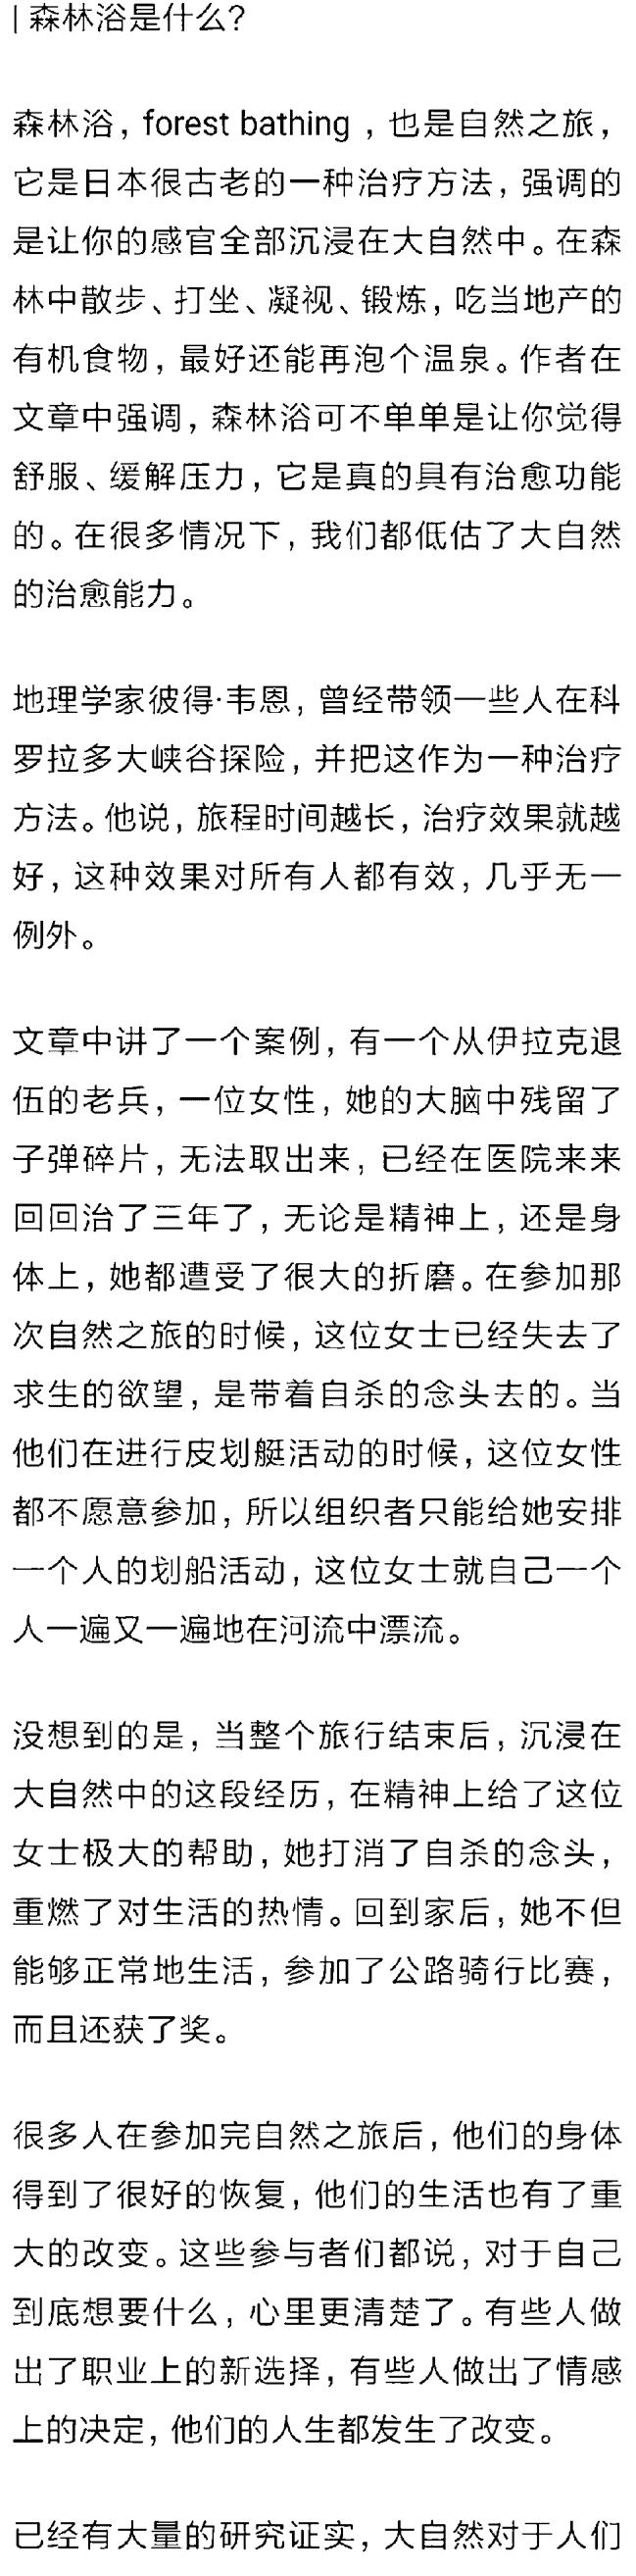 | 森林浴是什么?
森林浴，forest bathing ，也是自然之旅，
它是日本很古老的一种治疗方法，强调的
是让你的感官全部沉浸在大自然中。在森
林中散步、打坐、凝视、锻炼，吃当地产的
有机食物，最好还能再泡个温泉。作者在
文章中强调，森林浴可不单单是让你觉得
舒服、缓解压力，它是真的具有治愈功能
的。在很多情况下，我们都低估了大自然
的治愈能力。
地理学家彼得·韦恩，曾经带领一些人在科
罗拉多大峡谷探险，并把这作为一种治疗
方法。他说，旅程时间越长，治疗效果就越
好，这种效果对所有人都有效，几乎无一
例外。
文章中讲了一个案例，有一个从伊拉克退
伍的老兵，一位女性，她的大脑中残留了
子弹碎片，无法取出来，已经在医院来来
回回治了三年了，无论是精神上，还是身
体上，她都遭受了很大的折磨。在参加那
次自然之旅的时候，这位女士已经失去了
求生的欲望，是带着自杀的念头去的。当
他们在进行皮划艇活动的时候，这位女性
都不愿意参加，所以组织者只能给她安排
一个人的划船活动，这位女士就自己一个
人一遍又一遍地在河流中漂流。
没想到的是，当整个旅行结束后，沉浸在
大自然中的这段经历，在精神上给了这位
女士极大的帮助，她打消了自杀的念头，
重燃了对生活的热情。回到家后，她不但
能够正常地生活，参加了公路骑行比赛，
而且还获了奖。
很多人在参加完自然之旅后，他们的身体
得到了很好的恢复，他们的生活也有了重
大的改变。这些参与者们都说，对于自己
到底想要什么，心里更清楚了。有些人做
出了职业上的新选择，有些人做出了情感
上的决定，他们的人生都发生了改变。
已经有大量的研究证实，大自然对于人们